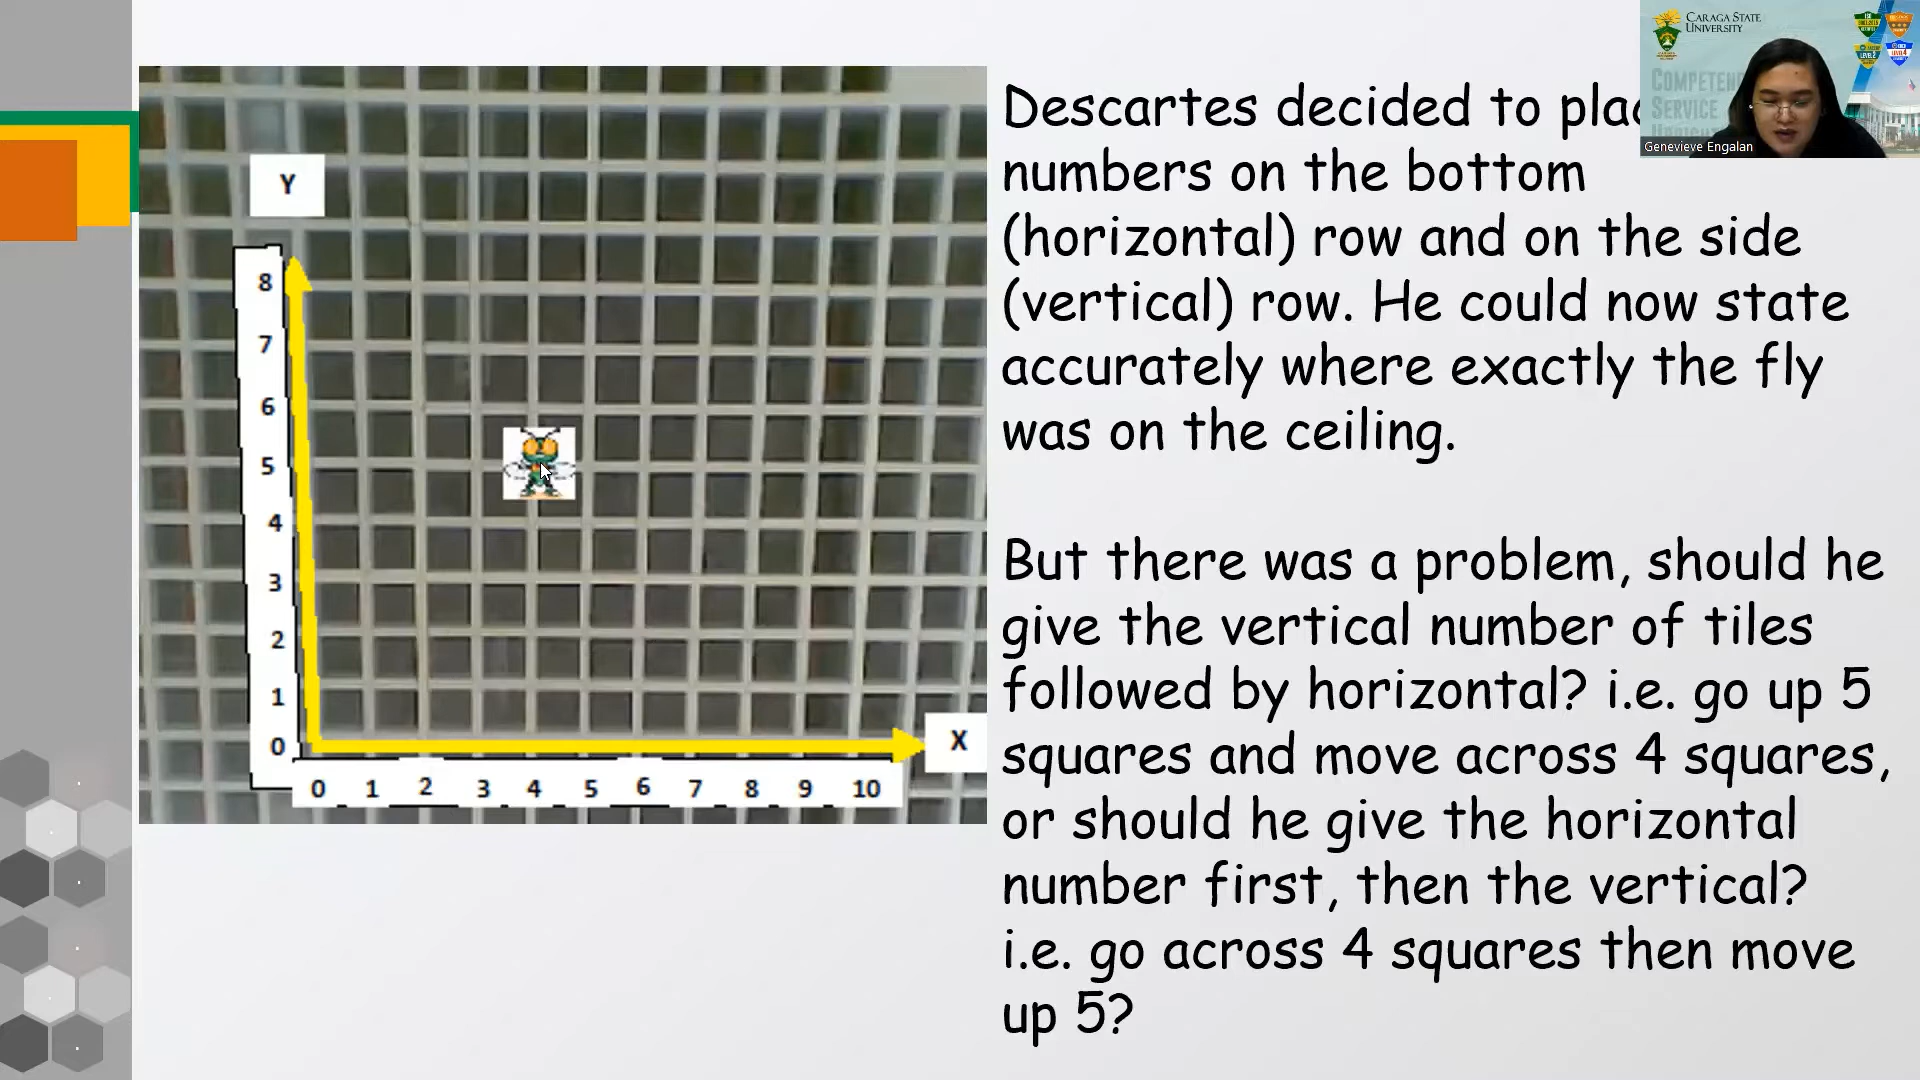 CARAGA STATE
UNIVERSITY
COMPETEN
SERVICE
Genevieve Engalan
Descartes decided to plac
numbers on the bottom
(horizontal) row and on the side
(vertical) row. He could now state
accurately where exactly the fly
was on the ceiling.
But there was a problem, should he
give the vertical number of tiles
followed by horizontal? i.e. go up 5
squares and move across 4 squares,
or should he give the horizontal
number first, then the vertical?
i.e. go across 4 squares then move
up 5?
Y
8
7
6
5
4
3
2
1
0
X
0 1 2 3 4 5 6 7 8 9 10